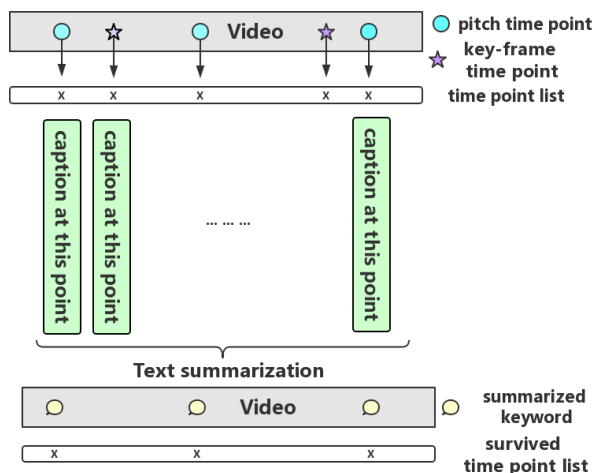 Video
pitch time point
key-frame
time point
x x x x x
time point list
caption at this point
caption at this point
... ... ...
caption at this point
Text summarization
Video
summarized
keyword
x x x
survived
time point list